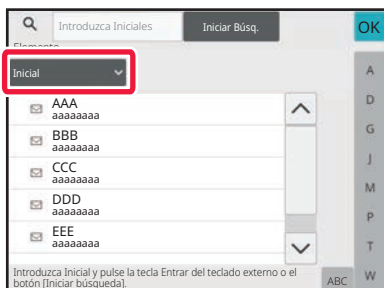 Introduzca Iniciales
Iniciar Búsq.
OK
Elemento
Inicial
A
D
G
J
M
P
T
W
AAA
aaaaaaaa
BBB
aaaaaaaa
CCC
aaaaaaaa
DDD
aaaaaaaa
EEE
aaaaaaaa
Introduzca Inicial y pulse la tecla Entrar del teclado externo o el
botón [Iniciar búsqueda].
ABC